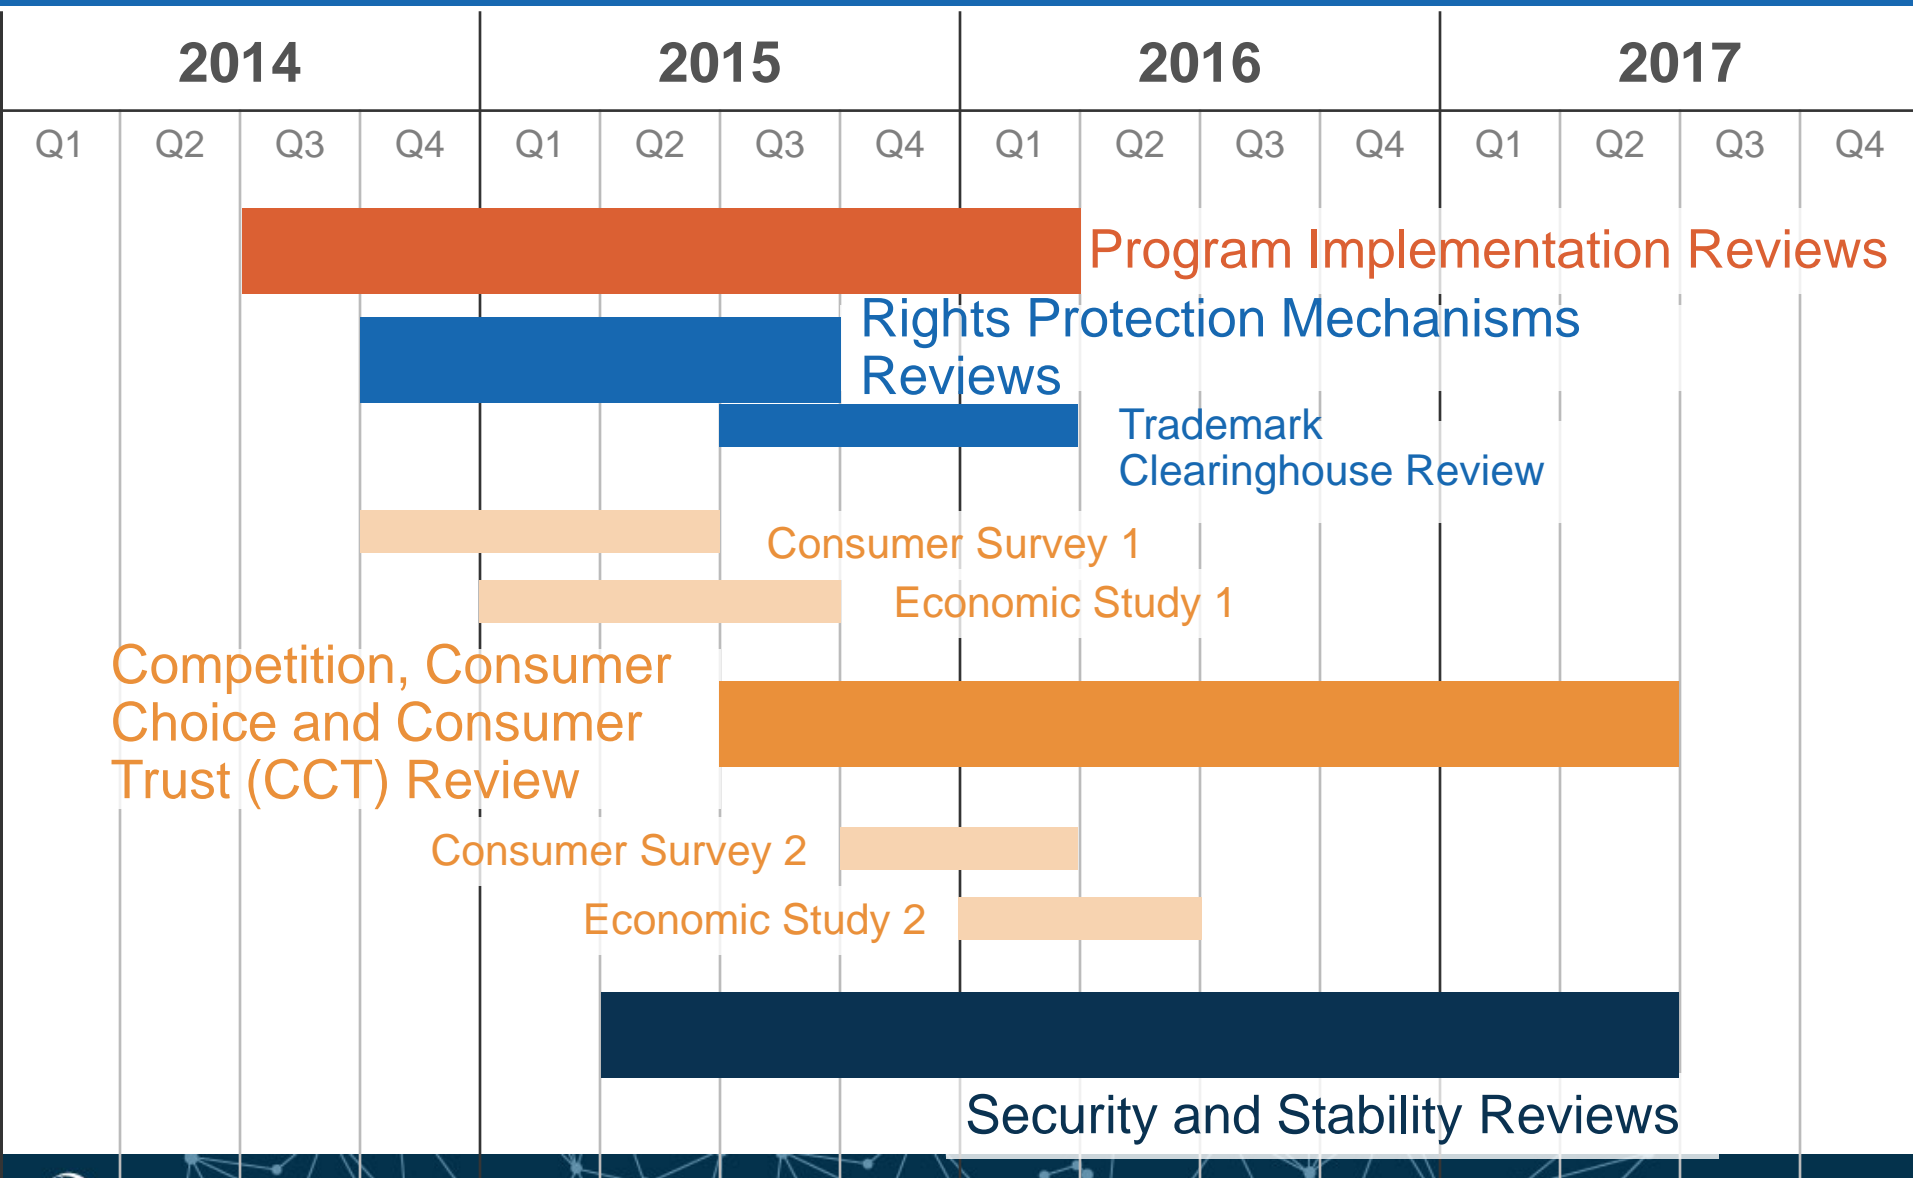 2014 2015 2016 2017
Q1 Q2 Q3 Q4 Q1 Q2 Q3 Q4 Q1 Q2 Q3 Q4 Q1 Q2 Q3 Q4
Program Implementation Reviews
Rights Protection Mechanisms
Reviews
Trademark
Clearinghouse Review
Consumer Survey 1
Economic Study 1
Competition, Consumer
Choice and Consumer
Trust (CCT) Review
Consumer Survey 2
Economic Study 2
Security and Stability Reviews